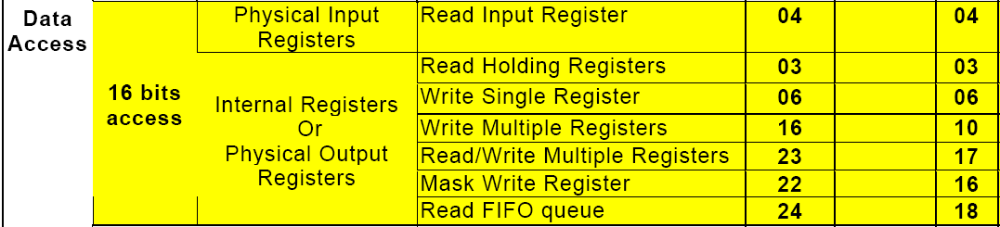 Data
Access
16 bits
access
Physical Input
Registers
Read Input Register 04 04
Internal Registers
Or
Physical Output
Registers
Read Holding Registers 03 03
Write Single Register 06 06
Write Multiple Registers 16 10
Read/Write Multiple Registers 23 17
Mask Write Register 22 16
Read FIFO queue 24 18